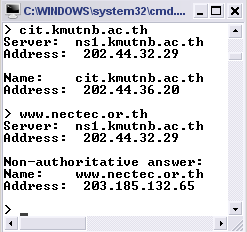 C:\WINDOWS\system32\cmd....
> cit.kmutnb.ac.th
Server:  ns1.kmutnb.ac.th
Address:  202.44.32.29
Name:    cit.kmutnb.ac.th
Address:  202.44.36.20
> www.nectec.or.th
Server:  ns1.kmutnb.ac.th
Address:  202.44.32.29
Non-authoritative answer:
Name:    www.nectec.or.th
Address:  203.185.132.65
> _